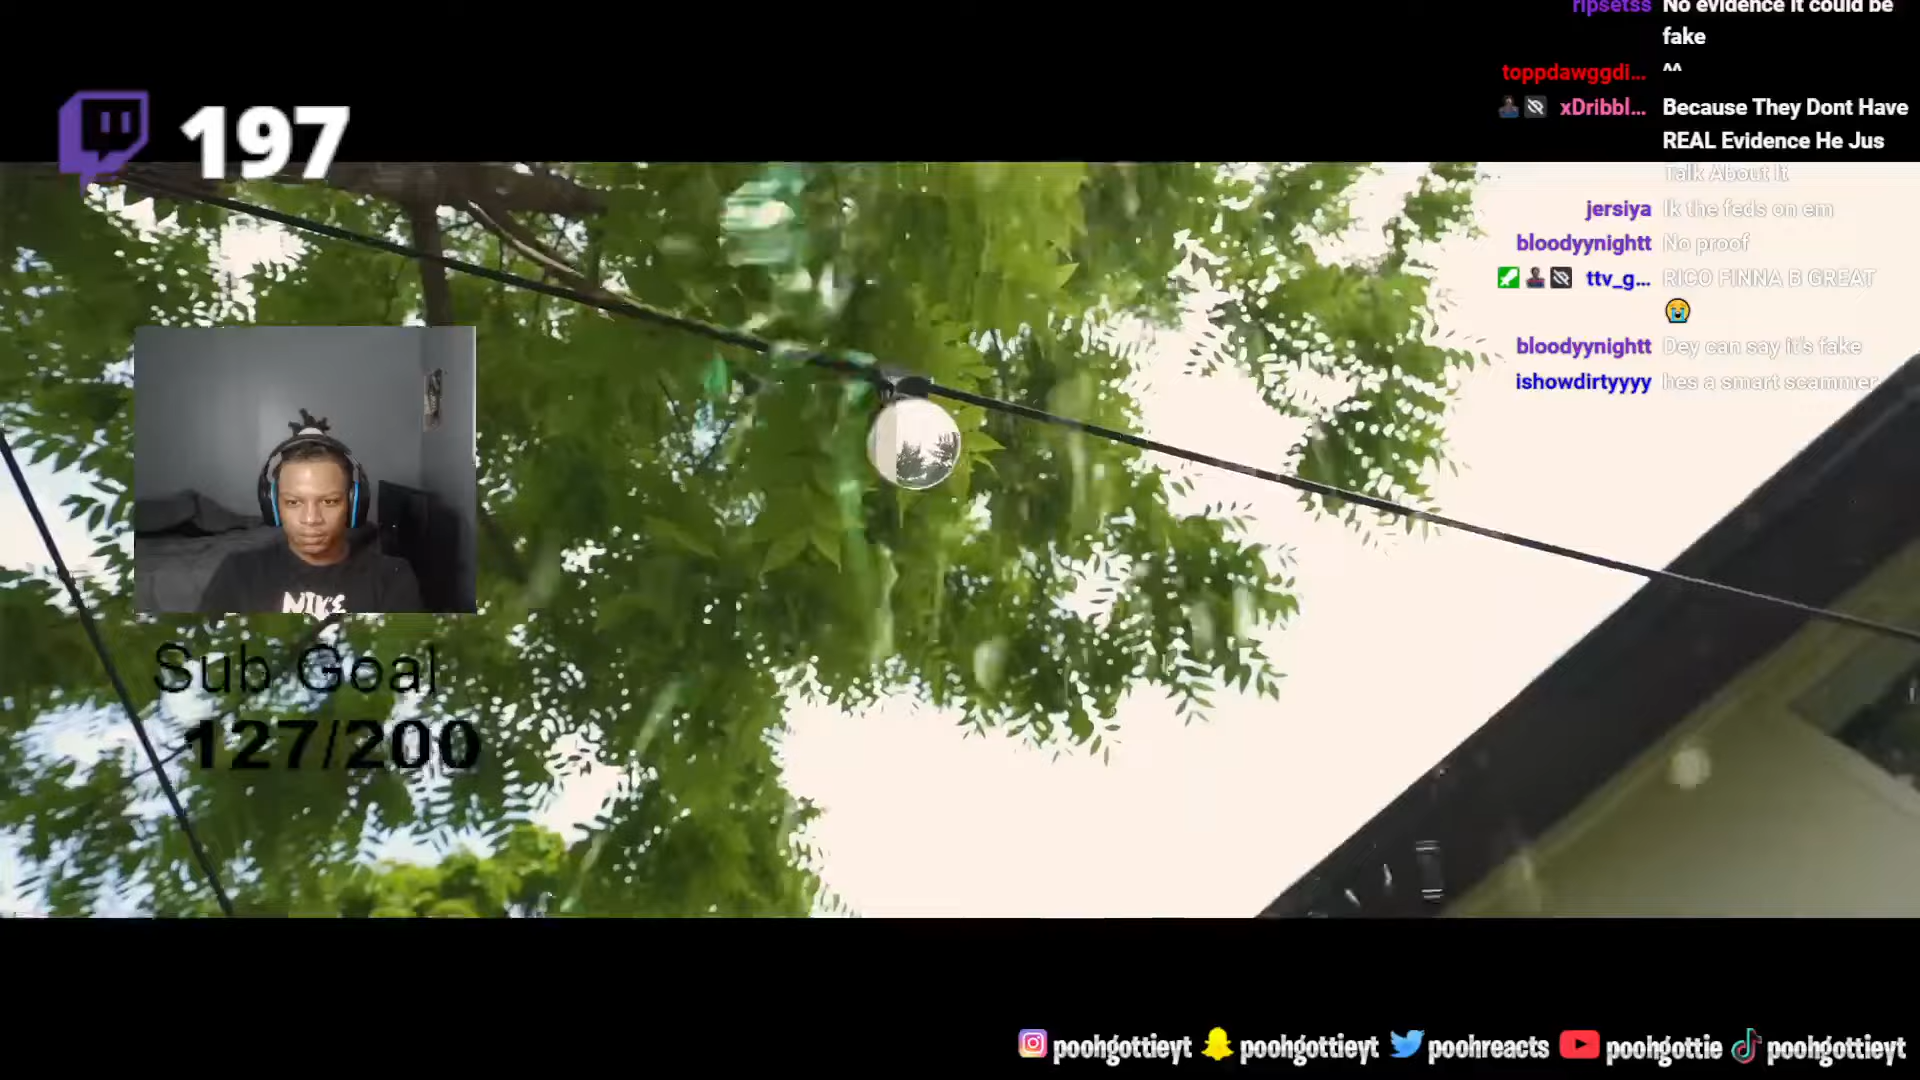 ripsetss No evidence it could be
fake
toppdawggdi... ^^
xDribbl... Because They Dont Have
REAL Evidence He Jus
Talk About It
jersiya Ik the feds on em
bloodyynightt No proof
ttv_g... RICO FINNA B GREAT
😭
bloodyynightt Dey can say it's fake
ishowdirtyyyy hes a smart scammer
197
NIKE
Sub Goal
127/200
poohgottieyt poohgottieyt poohreacts poohgottie poohgottieyt